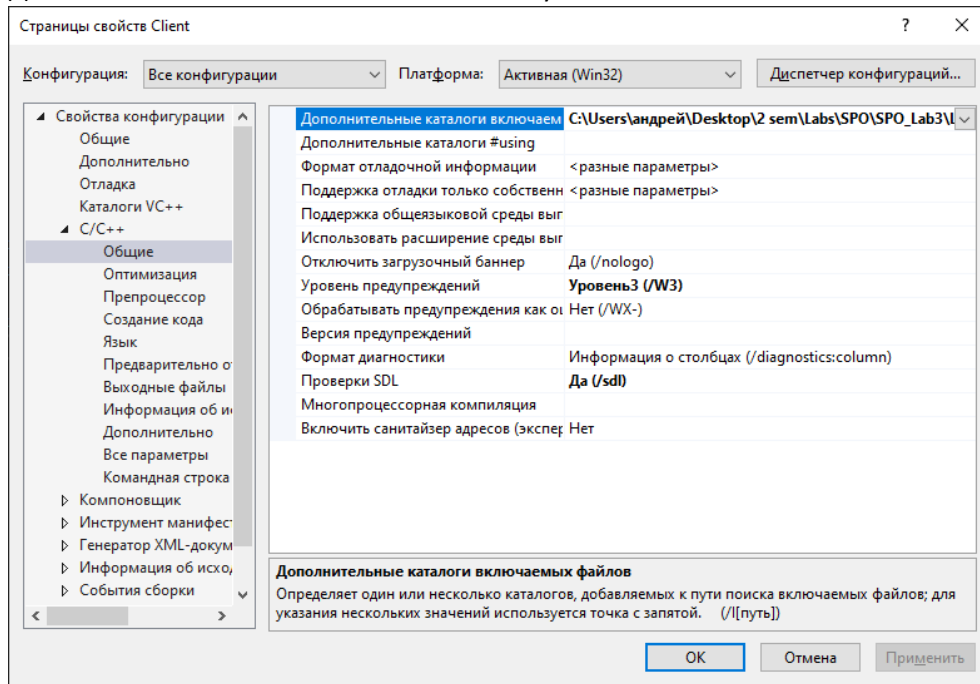 Страницы свойств Client ? ×
Конфигурация: Все конфигурации Платформа: Активная (Win32) Диспетчер конфигураций...
Свойства конфигурации
Общие
Дополнительно
Отладка
Каталоги VC++
C/C++
Общие
Оптимизация
Препроцессор
Создание кода
Язык
Предварительно о
Выходные файлы
Информация об и
Дополнительно
Все параметры
Командная строка
Компоновщик
Инструмент манифес
Генератор XML-докум
Информация об исхо
События сборки
Дополнительные каталоги включаем C:\Users\андрей\Desktop\2 sem\Labs\SPO\SPO_Lab3\L
Дополнительные каталоги #using
Формат отладочной информации <разные параметры>
Поддержка отладки только собственн <разные параметры>
Поддержка общеязыковой среды вып
Использовать расширение среды вып
Отключить загрузочный баннер Да (/nologo)
Уровень предупреждений Уровень3 (/W3)
Обрабатывать предупреждения как о Нет (/WX-)
Версия предупреждений
Формат диагностики Информация о столбцах (/diagnostics:column)
Проверки SDL Да (/sdl)
Многопроцессорная компиляция
Включить санитайзер адресов (экспер Нет
Дополнительные каталоги включаемых файлов
Определяет один или несколько каталогов, добавляемых к пути поиска включаемых файлов; для
указания нескольких значений используется точка с запятой. (/I[путь])
ОК Отмена Применить